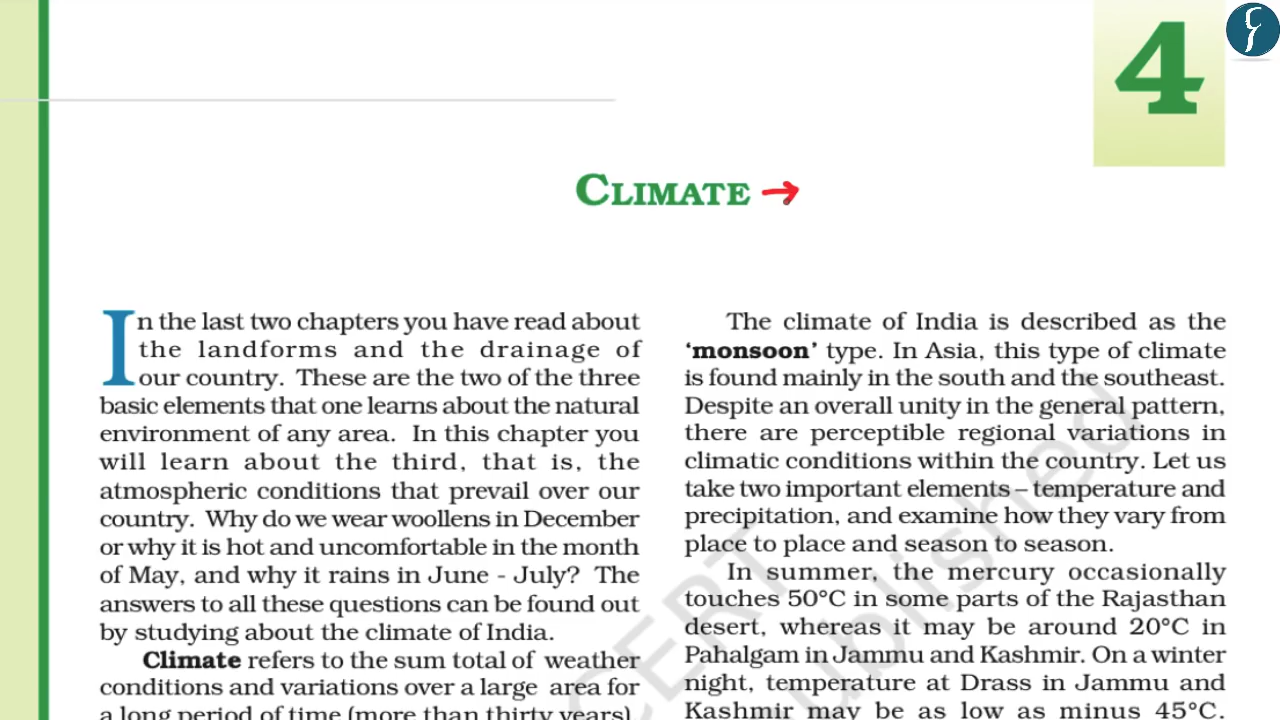 4
CLIMATE
In the last two chapters you have read about
the landforms and the drainage of
our country. These are the two of the three
basic elements that one learns about the natural
environment of any area. In this chapter you
will learn about the third, that is, the
atmospheric conditions that prevail over our
country. Why do we wear woollens in December
or why it is hot and uncomfortable in the month
of May, and why it rains in June - July? The
answers to all these questions can be found out
by studying about the climate of India.
Climate refers to the sum total of weather
conditions and variations over a large area for
a long period of time (more than thirty years).
The climate of India is described as the
‘monsoon’ type. In Asia, this type of climate
is found mainly in the south and the southeast.
Despite an overall unity in the general pattern,
there are perceptible regional variations in
climatic conditions within the country. Let us
take two important elements – temperature and
precipitation, and examine how they vary from
place to place and season to season.
In summer, the mercury occasionally
touches 50°C in some parts of the Rajasthan
desert, whereas it may be around 20°C in
Pahalgam in Jammu and Kashmir. On a winter
night, temperature at Drass in Jammu and
Kashmir may be as low as minus 45°C.